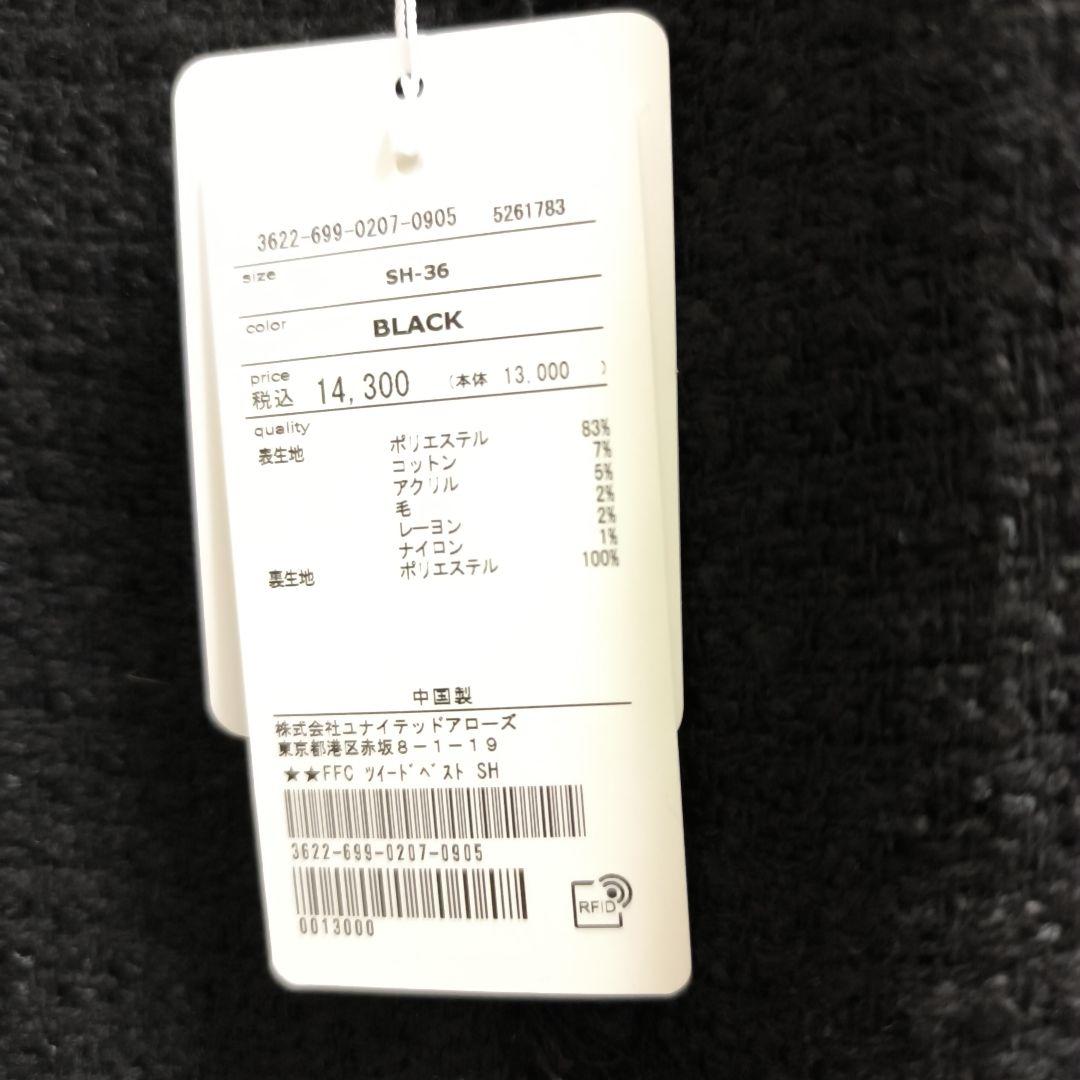 3622-699-0207-0905 5261783
size SH-36
color BLACK
price
税込 14,300 (本体 13,000 )
quality
表生地 ポリエステル 83%
コットン 7%
アクリル 5%
毛 2%
レーヨン 2%
ナイロン 1%
裏生地 ポリエステル 100%
中国製
株式会社ユナイテッドアローズ
東京都港区赤坂8-1-19
★★FFC ツイードベスト SH
3622-699-0207-0905
0013000
RFID